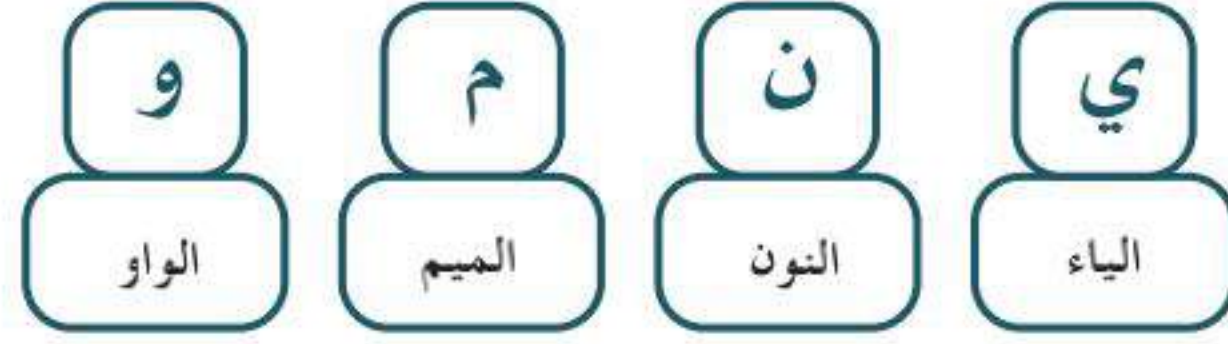 ي ن م و
الياء النون الميم الواو